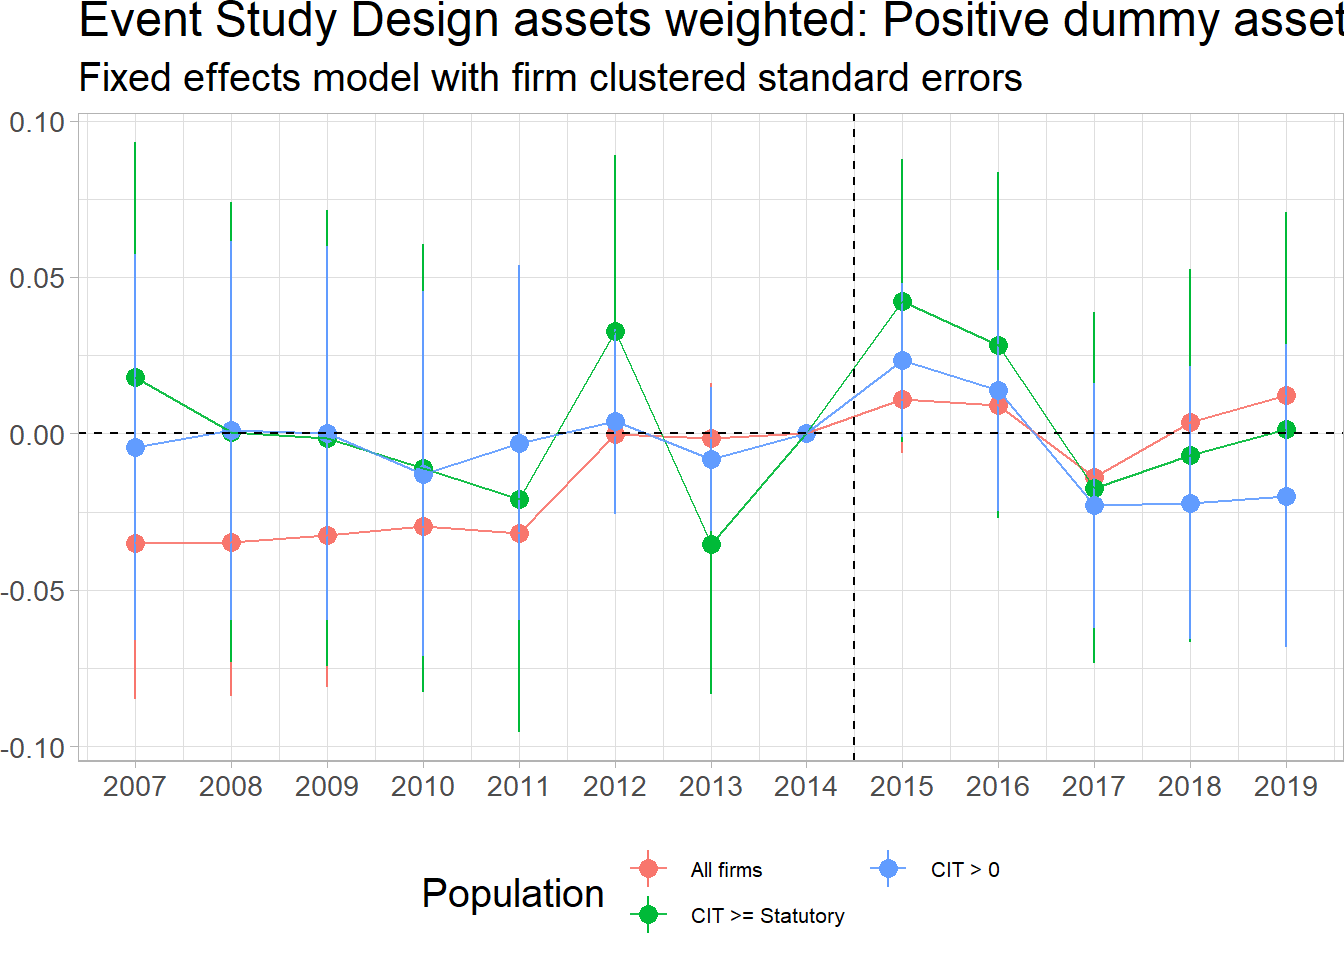 Event Study Design assets weighted: Positive dummy asset
Fixed effects model with firm clustered standard errors
0.10
0.05
0.00
-0.05
-0.10
2007 2008 2009 2010 2011 2012 2013 2014 2015 2016 2017 2018 2019
Population
All firms
CIT >= Statutory
CIT > 0